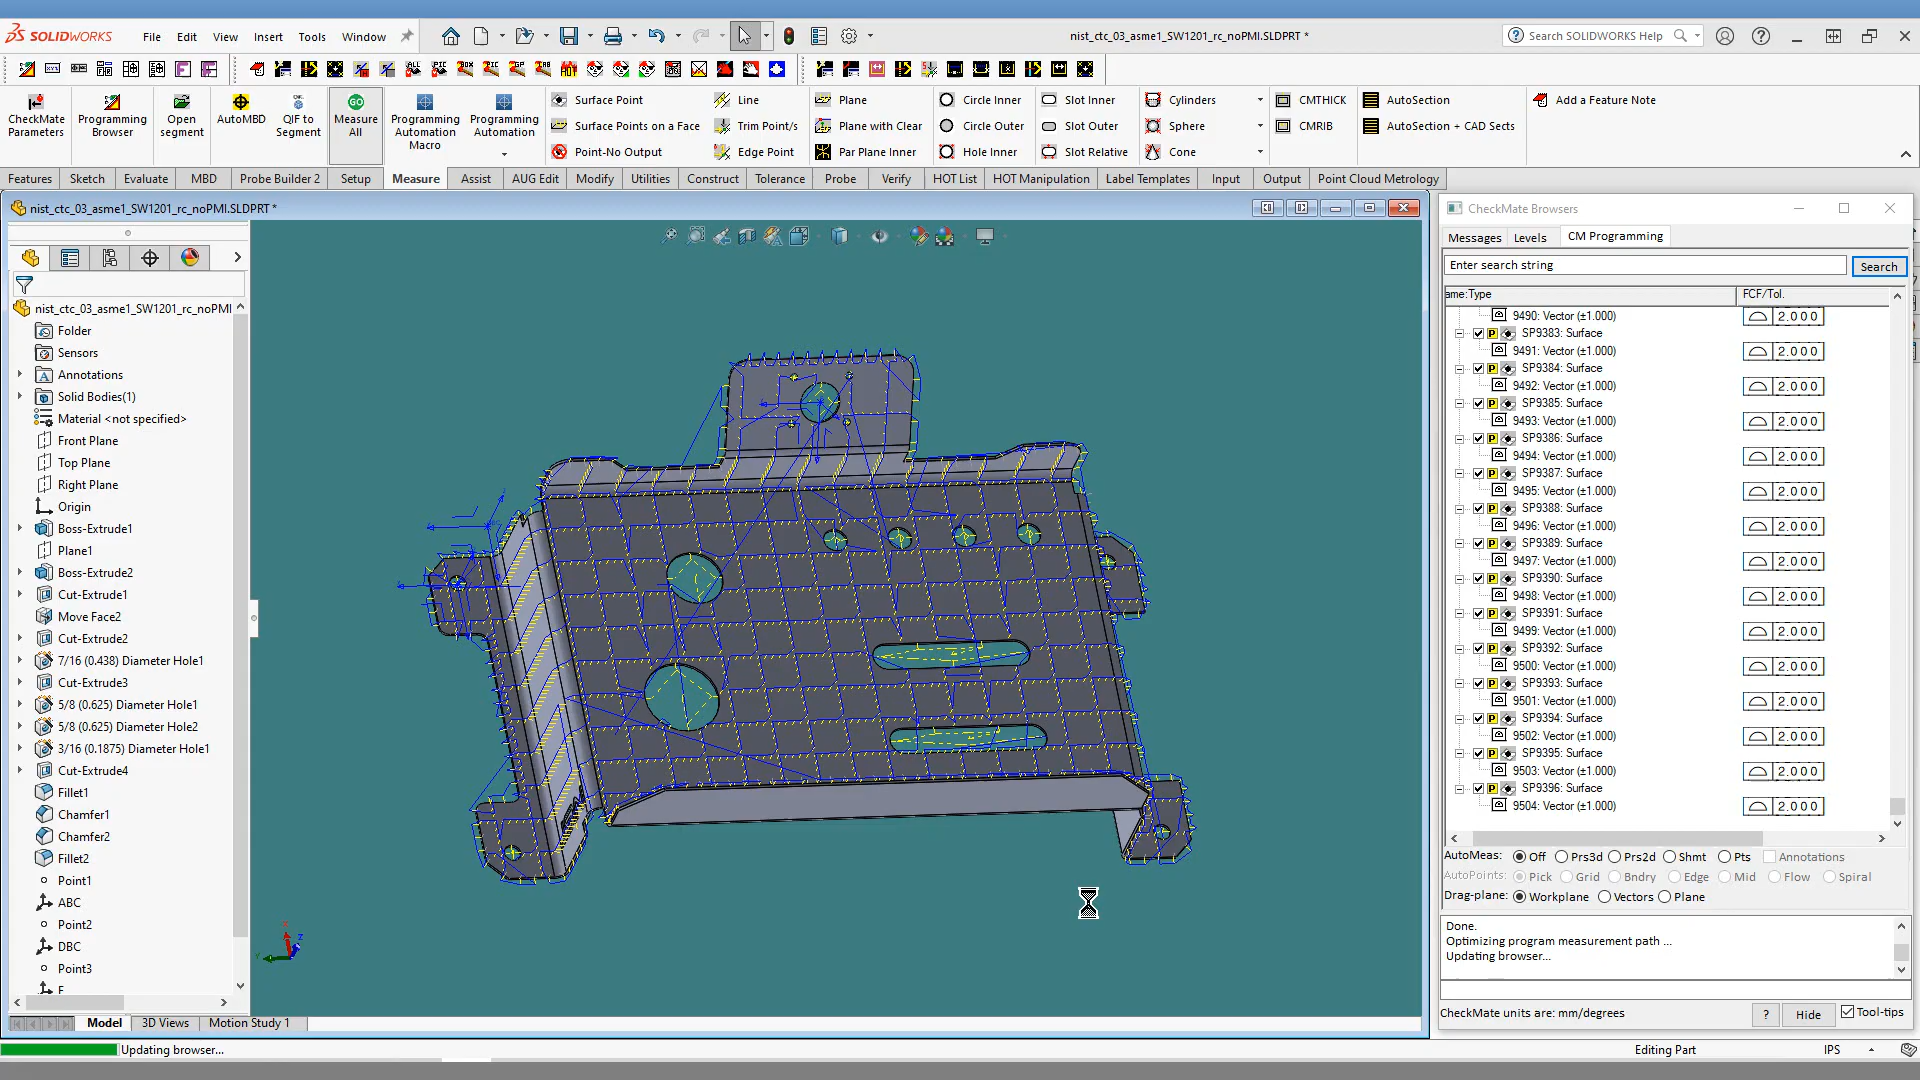 SOLIDWORKS File Edit View Insert Tools Window nist_ctc_03_asme1_SW1201_rc_noPMI.SLDPRT * Search SOLIDWORKS Help
CheckMate Parameters
Programming Browser
Open segment
AutoMBD
QIF to Segment
GO
Measure All
Programming Automation Macro
Programming Automation
Surface Point
Surface Points on a Face
Point-No Output
Line
Trim Point/s
Edge Point
Plane
Plane with Clear
Par Plane Inner
Circle Inner
Circle Outer
Hole Inner
Slot Inner
Slot Outer
Slot Relative
Cylinders
Sphere
Cone
CMTHICK
CMRIB
AutoSection
AutoSection + CAD Sects
Add a Feature Note
Features Sketch Evaluate MBD Probe Builder 2 Setup Measure Assist AUG Edit Modify Utilities Construct Tolerance Probe Verify HOT List HOT Manipulation Label Templates Input Output Point Cloud Metrology
nist_ctc_03_asme1_SW1201_rc_noPMI.SLDPRT *
nist_ctc_03_asme1_SW1201_rc_noPMI
Folder
Sensors
Annotations
Solid Bodies(1)
Material <not specified>
Front Plane
Top Plane
Right Plane
Origin
Boss-Extrude1
Plane1
Boss-Extrude2
Cut-Extrude1
Move Face2
Cut-Extrude2
7/16 (0.438) Diameter Hole1
Cut-Extrude3
5/8 (0.625) Diameter Hole1
5/8 (0.625) Diameter Hole2
3/16 (0.1875) Diameter Hole1
Cut-Extrude4
Fillet1
Chamfer1
Chamfer2
Fillet2
Point1
ABC
Point2
DBC
Point3
Model 3D Views Motion Study 1
Updating browser...
CheckMate Browsers
Messages Levels CM Programming
Enter search string Search
ame:Type FCF/Tol.
9490: Vector (±1.000) 2.000
P SP9383: Surface
9491: Vector (±1.000) 2.000
P SP9384: Surface
9492: Vector (±1.000) 2.000
P SP9385: Surface
9493: Vector (±1.000) 2.000
P SP9386: Surface
9494: Vector (±1.000) 2.000
P SP9387: Surface
9495: Vector (±1.000) 2.000
P SP9388: Surface
9496: Vector (±1.000) 2.000
P SP9389: Surface
9497: Vector (±1.000) 2.000
P SP9390: Surface
9498: Vector (±1.000) 2.000
P SP9391: Surface
9499: Vector (±1.000) 2.000
P SP9392: Surface
9500: Vector (±1.000) 2.000
P SP9393: Surface
9501: Vector (±1.000) 2.000
P SP9394: Surface
9502: Vector (±1.000) 2.000
P SP9395: Surface
9503: Vector (±1.000) 2.000
P SP9396: Surface
9504: Vector (±1.000) 2.000
AutoMeas: Off Prs3d Prs2d Shmt Pts Annotations
AutoPoints: Pick Grid Bndry Edge Mid Flow Spiral
Drag-plane: Workplane Vectors Plane
Done.
Optimizing program measurement path ...
Updating browser...
CheckMate units are: mm/degrees ? Hide Tool-tips
Editing Part IPS